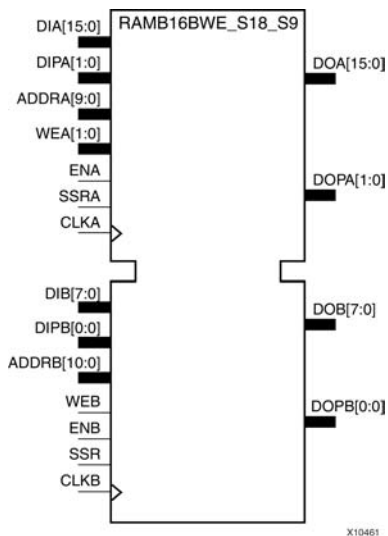 RAMB16BWE_S18_S9
DIA[15:0]
DIPA[1:0]
ADDRA[9:0]
WEA[1:0]
ENA
SSRA
CLKA
DOA[15:0]
DOPA[1:0]
DIB[7:0]
DIPB[0:0]
ADDRB[10:0]
WEB
ENB
SSR
CLKB
DOB[7:0]
DOPB[0:0]
X10461